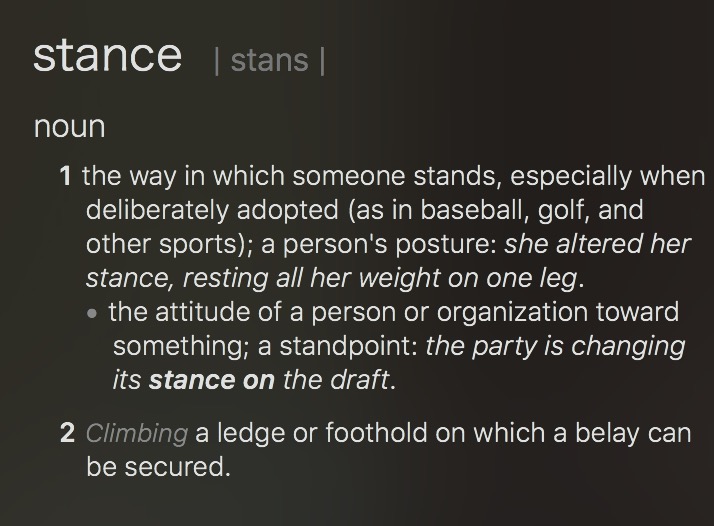 stance | stans |
noun
1 the way in which someone stands, especially when
deliberately adopted (as in baseball, golf, and
other sports); a person's posture: she altered her
stance, resting all her weight on one leg.
• the attitude of a person or organization toward
something; a standpoint: the party is changing
its stance on the draft.
2 Climbing a ledge or foothold on which a belay can
be secured.